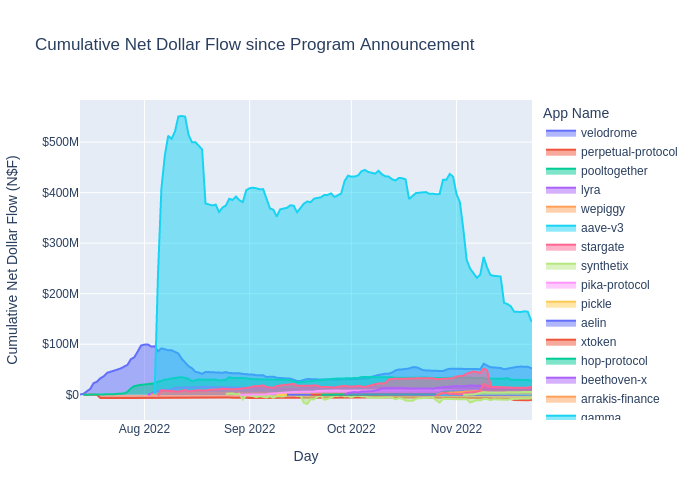 Cumulative Net Dollar Flow since Program Announcement
Cumulative Net Dollar Flow (N$F)
$500M
$400M
$300M
$200M
$100M
$0
Aug 2022
Sep 2022
Oct 2022
Nov 2022
Day
App Name
velodrome
perpetual-protocol
pooltogether
lyra
wepiggy
aave-v3
stargate
synthetix
pika-protocol
pickle
aelin
xtoken
hop-protocol
beethoven-x
arrakis-finance
gamma